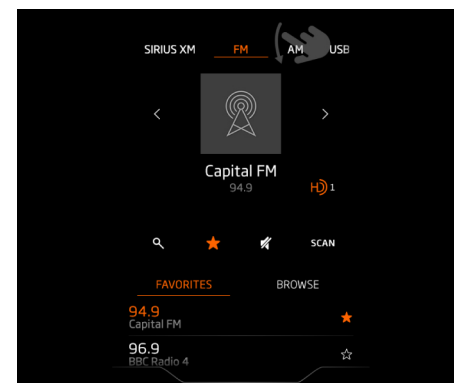 SIRIUS XM FM AM USB
Capital FM
94.9
HD 1
SCAN
FAVORITES BROWSE
94.9
Capital FM
96.9
BBC Radio 4